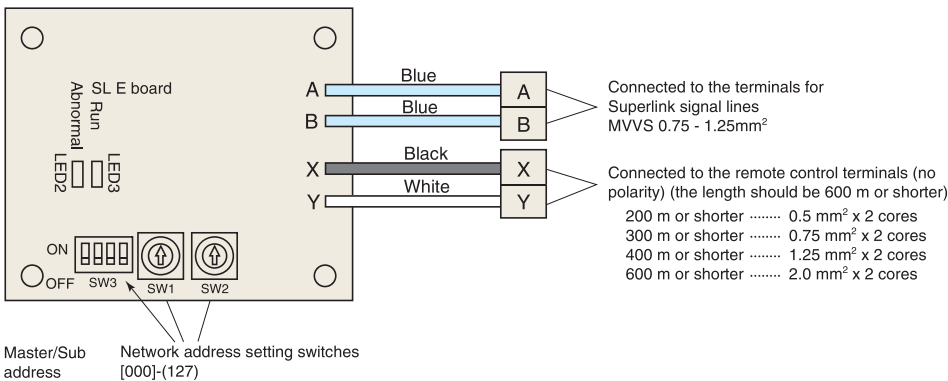 SL E board
Abnormal
Run
LED2
LED3
A
Blue
A
B
Blue
B
X
Black
X
Y
White
Y
Connected to the terminals for
Superlink signal lines
MVVS 0.75 - 1.25mm²
Connected to the remote control terminals (no
polarity) (the length should be 600 m or shorter)
200 m or shorter ········ 0.5 mm² x 2 cores
300 m or shorter ········ 0.75 mm² x 2 cores
400 m or shorter ········ 1.25 mm² x 2 cores
600 m or shorter ········ 2.0 mm² x 2 cores
ON
OFF
SW3
SW1
SW2
Master/Sub
address
Network address setting switches
[000]-(127)